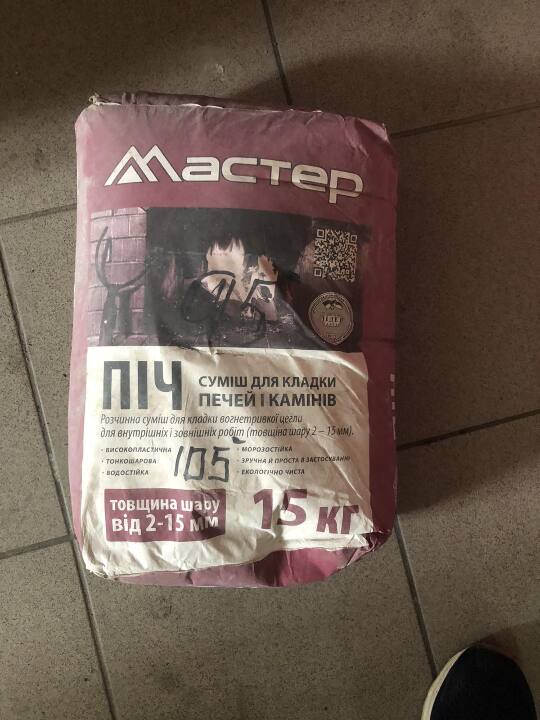 Мастер
ПІЧ
СУМІШ ДЛЯ КЛАДКИ
ПЕЧЕЙ І КАМІНІВ
Розчинна суміш для кладки вогнетривкої цегли
для внутрішніх і зовнішніх робіт (товщина шару 2 – 15 мм).
· ВИСОКОПЛАСТИЧНА
· ТОНКОШАРОВА
· ВОДОСТІЙКА
· МОРОЗОСТІЙКА
· ЗРУЧНА Й ПРОСТА В ЗАСТОСУВАННІ
· ЕКОЛОГІЧНО ЧИСТА
105
товщина шару
від 2-15 мм
15 кг